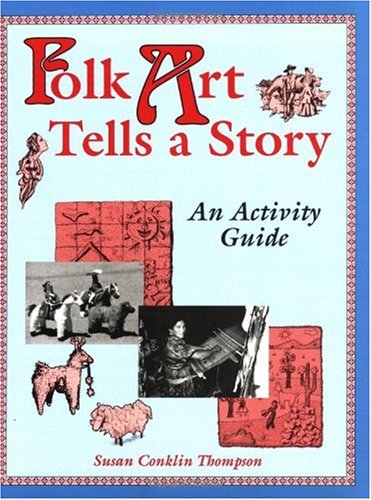 Folk Art
Tells a Story
An Activity
Guide
Susan Conklin Thompson